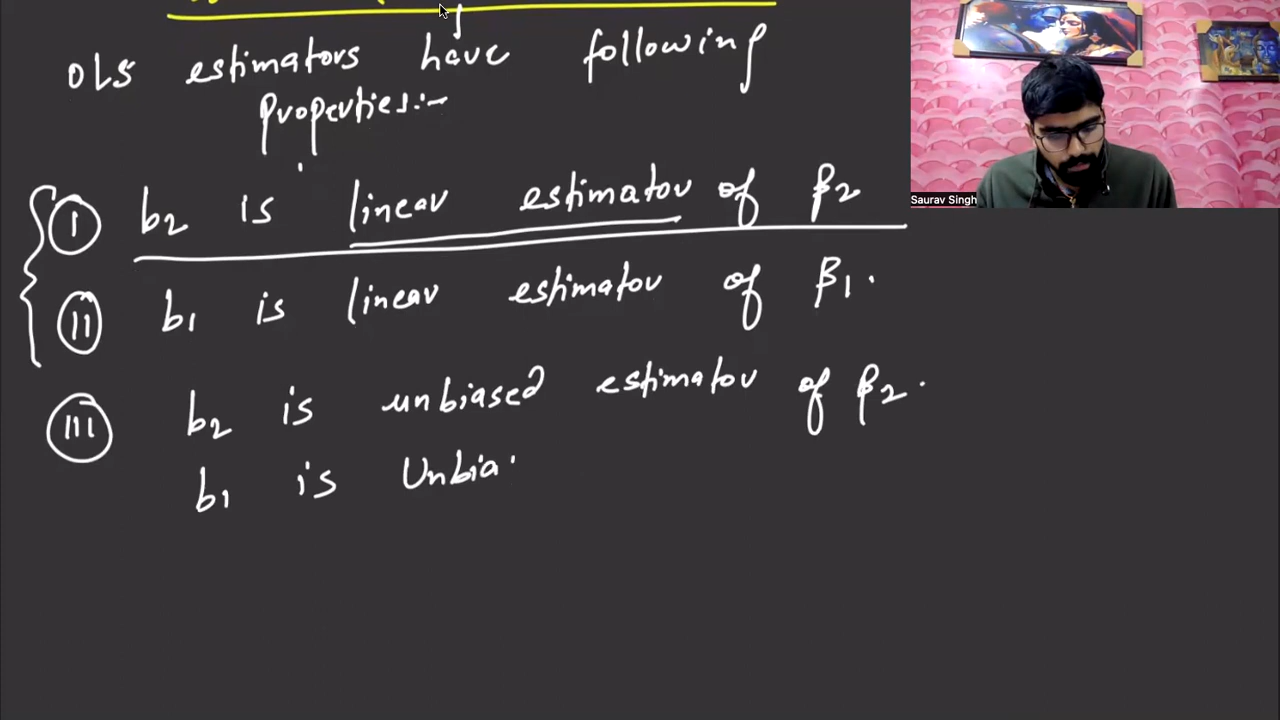 OLS estimators have following
properties:-
I b2 is linear estimator of β2
II b1 is linear estimator of β1.
III b2 is unbiased estimator of β2.
b1 is Unbia
Saurav Singh